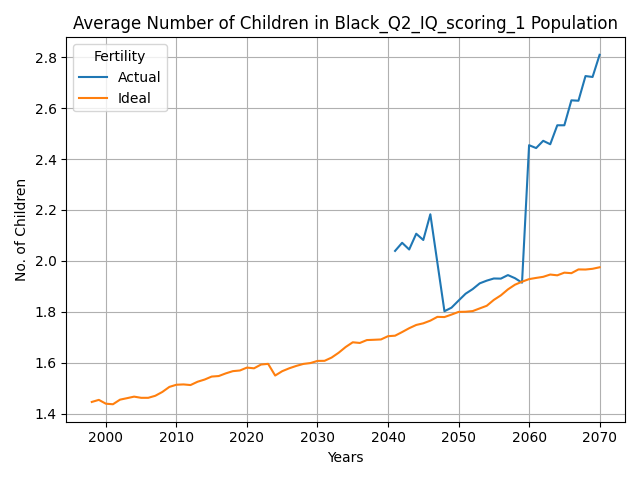 Average Number of Children in Black_Q2_IQ_scoring_1 Population
Fertility
Actual
Ideal
No. of Children
2.8
2.6
2.4
2.2
2.0
1.8
1.6
1.4
2000 2010 2020 2030 2040 2050 2060 2070
Years